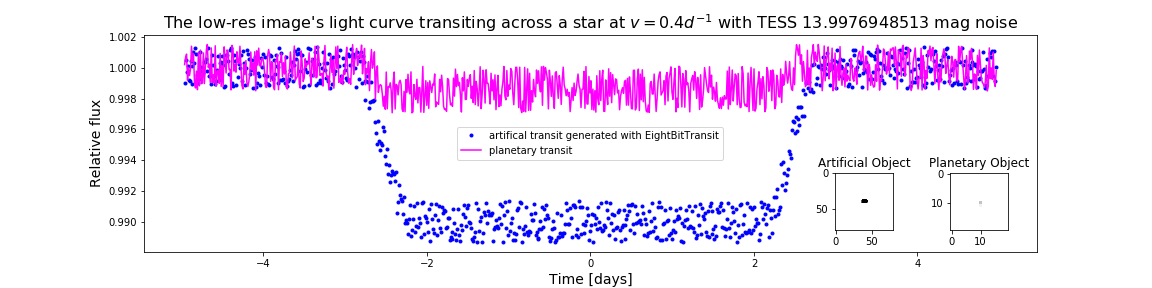 The low-res image's light curve transiting across a star at v = 0.4d⁻¹ with TESS 13.9976948513 mag noise
Relative flux
1.002
1.000
0.998
0.996
0.994
0.992
0.990
artifical transit generated with EightBitTransit
planetary transit
Artificial Object
0
50
0 50
Planetary Object
0
10
0 10
−4 −2 0 2 4
Time [days]